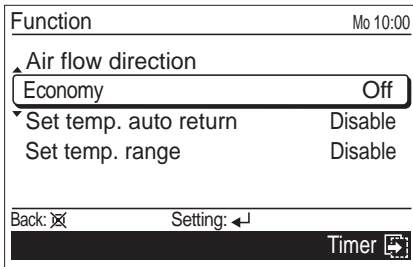 Function Mo 10:00
Air flow direction
Economy Off
Set temp. auto return Disable
Set temp. range Disable
Back: Setting:
Timer